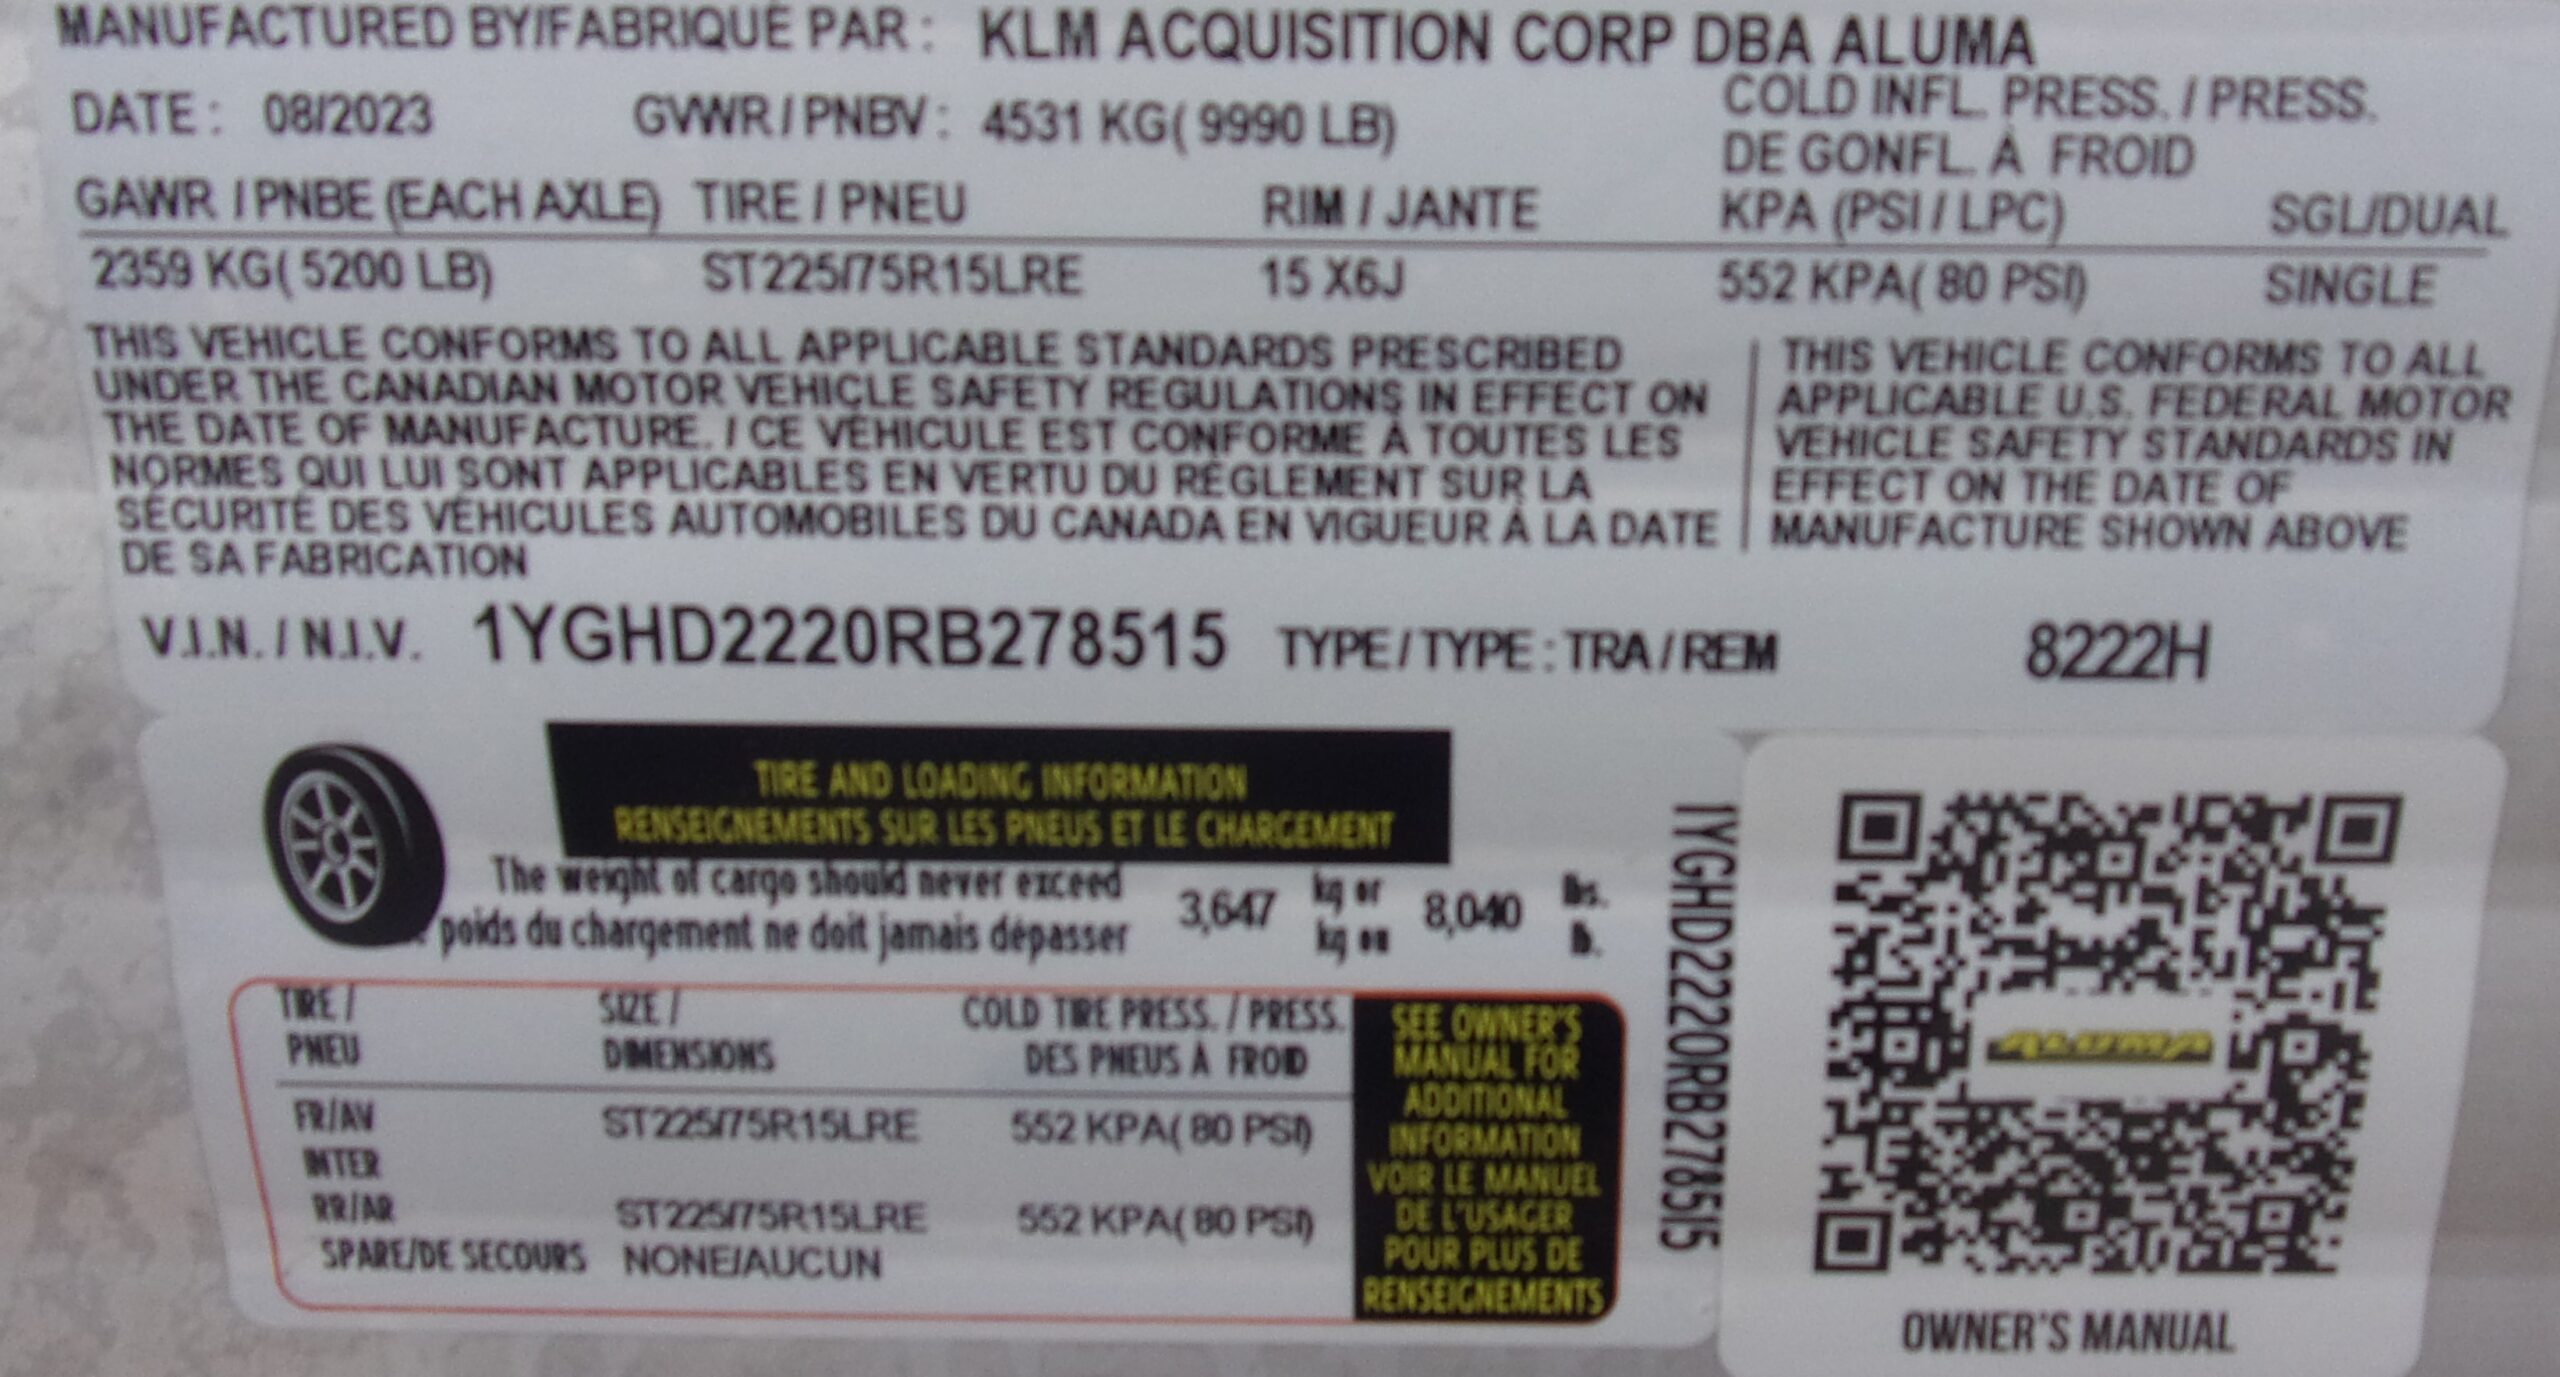 MANUFACTURED BY/FABRIQUÉ PAR : KLM ACQUISITION CORP DBA ALUMA
DATE : 08/2023 GVWR / PNBV : 4531 KG( 9990 LB)
COLD INFL. PRESS. / PRESS.
DE GONFL. À FROID
GAWR / PNBE (EACH AXLE) TIRE / PNEU RIM / JANTE KPA (PSI / LPC) SGL/DUAL
2359 KG( 5200 LB) ST225/75R15LRE 15 X6J 552 KPA( 80 PSI) SINGLE
THIS VEHICLE CONFORMS TO ALL APPLICABLE STANDARDS PRESCRIBED
UNDER THE CANADIAN MOTOR VEHICLE SAFETY REGULATIONS IN EFFECT ON
THE DATE OF MANUFACTURE. / CE VÉHICULE EST CONFORME À TOUTES LES
NORMES QUI LUI SONT APPLICABLES EN VERTU DU RÈGLEMENT SUR LA
SÉCURITÉ DES VÉHICULES AUTOMOBILES DU CANADA EN VIGUEUR À LA DATE
DE SA FABRICATION
THIS VEHICLE CONFORMS TO ALL
APPLICABLE U.S. FEDERAL MOTOR
VEHICLE SAFETY STANDARDS IN
EFFECT ON THE DATE OF
MANUFACTURE SHOWN ABOVE
V.I.N. / N.I.V. 1YGHD2220RB278515 TYPE / TYPE : TRA / REM 8222H
TIRE AND LOADING INFORMATION
RENSEIGNEMENTS SUR LES PNEUS ET LE CHARGEMENT
The weight of cargo should never exceed 3,647 kg or 8,040 lbs.
poids du chargement ne doit jamais dépasser kg ou lb.
TIRE / SIZE / COLD TIRE PRESS. / PRESS.
PNEU DIMENSIONS DES PNEUS À FROID
FR/AV ST225/75R15LRE 552 KPA( 80 PSI)
INTER
RR/AR ST225/75R15LRE 552 KPA( 80 PSI)
SPARE/DE SECOURS NONE/AUCUN
SEE OWNER'S
MANUAL FOR
ADDITIONAL
INFORMATION
VOIR LE MANUEL
DE L'USAGER
POUR PLUS DE
RENSEIGNEMENTS
1YGHD2220RB278515
ALUMA
OWNER'S MANUAL